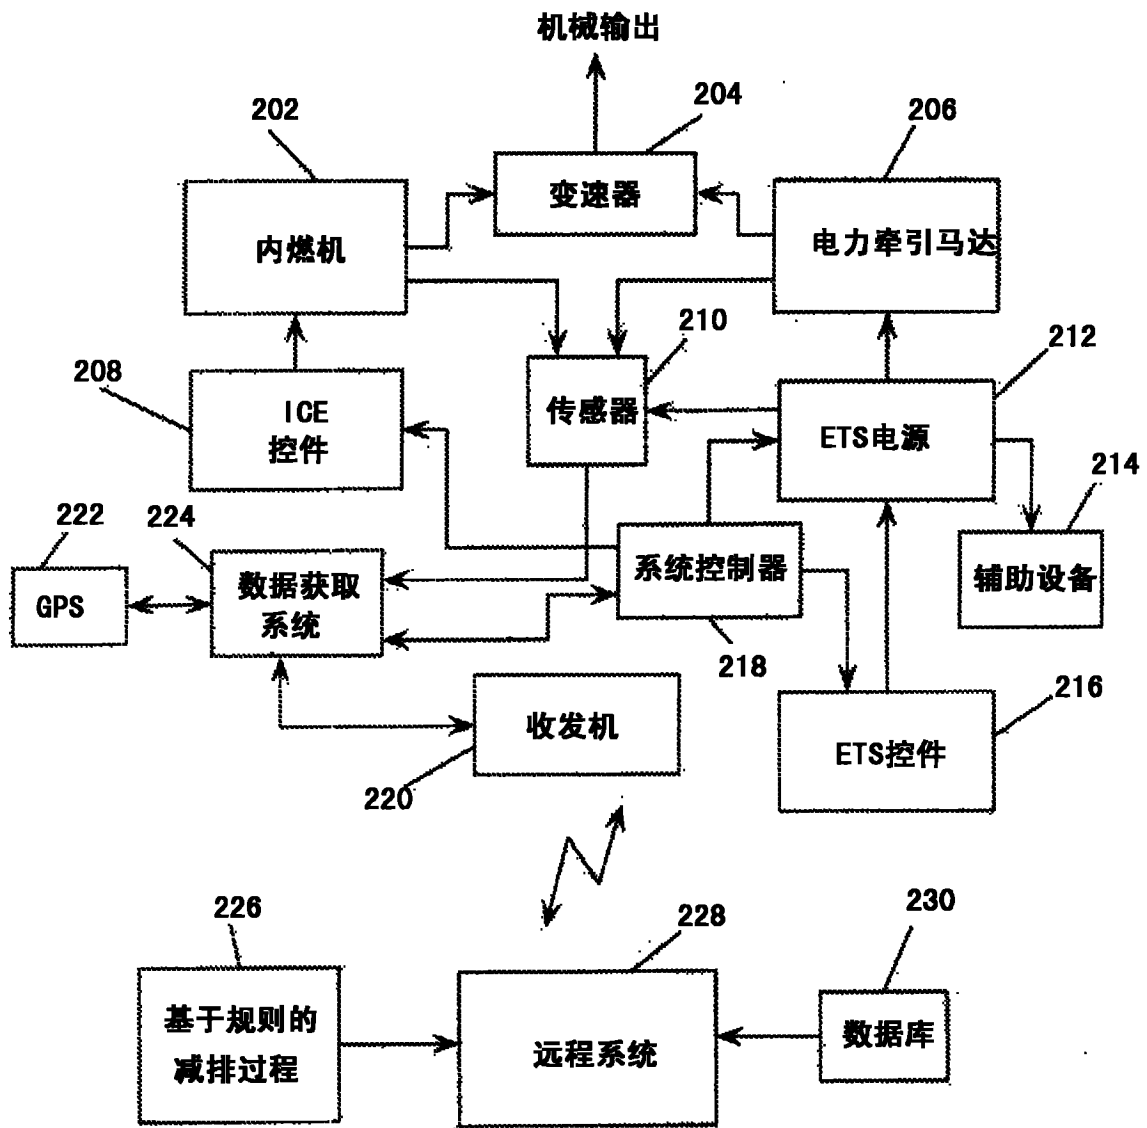 机械输出
202
204
206
变速器
内燃机
电力牵引马达
210
212
208
ICE
控件
传感器
ETS电源
214
222
224
GPS
数据获取
系统
系统控制器
辅助设备
218
216
收发机
ETS控件
220
226
228
230
基于规则的
减排过程
远程系统
数据库